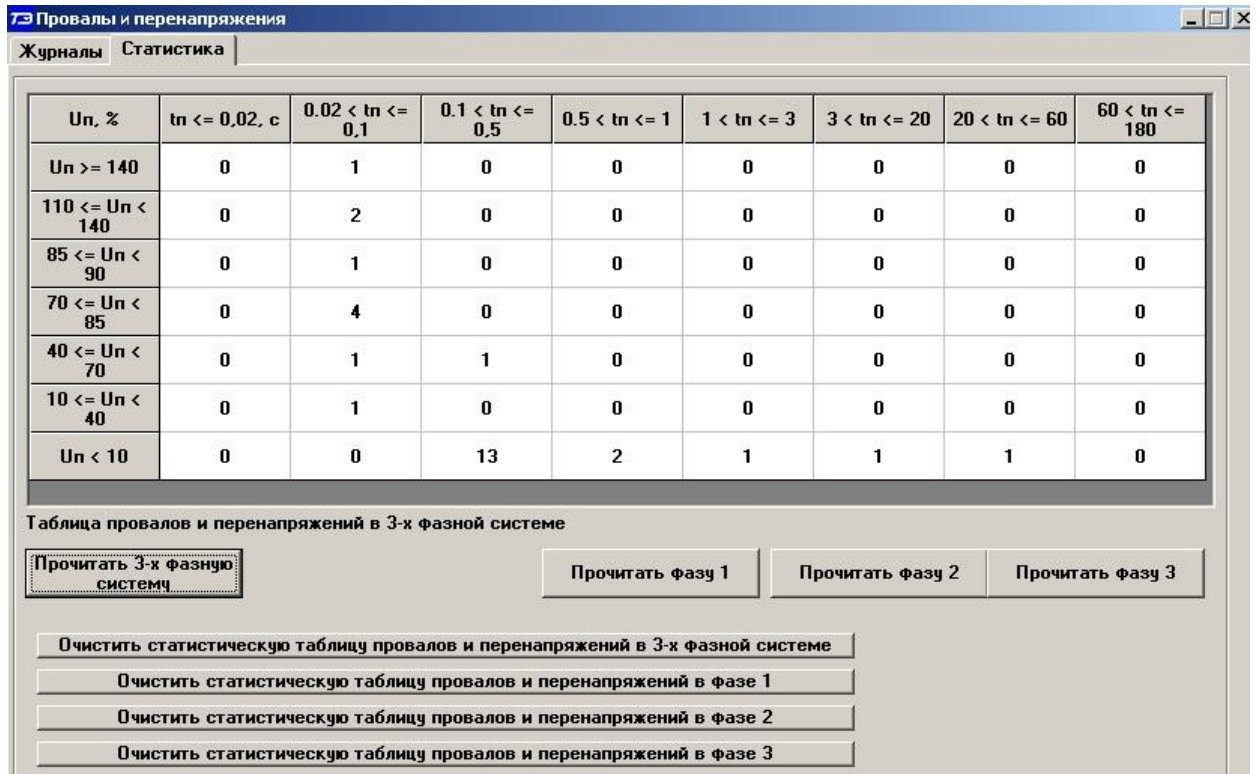 ТЭ Провалы и перенапряжения
Журналы Статистика
Uп, % tп <= 0,02, с 0.02 < tп <= 0,1 0.1 < tп <= 0,5 0.5 < tп <= 1 1 < tп <= 3 3 < tп <= 20 20 < tп <= 60 60 < tп <= 180
Uп >= 140 0 1 0 0 0 0 0 0
110 <= Uп < 140 0 2 0 0 0 0 0 0
85 <= Uп < 90 0 1 0 0 0 0 0 0
70 <= Uп < 85 0 4 0 0 0 0 0 0
40 <= Uп < 70 0 1 1 0 0 0 0 0
10 <= Uп < 40 0 1 0 0 0 0 0 0
Uп < 10 0 0 13 2 1 1 1 0
Таблица провалов и перенапряжений в 3-х фазной системе
Прочитать 3-х фазную систему Прочитать фазу 1 Прочитать фазу 2 Прочитать фазу 3
Очистить статистическую таблицу провалов и перенапряжений в 3-х фазной системе
Очистить статистическую таблицу провалов и перенапряжений в фазе 1
Очистить статистическую таблицу провалов и перенапряжений в фазе 2
Очистить статистическую таблицу провалов и перенапряжений в фазе 3